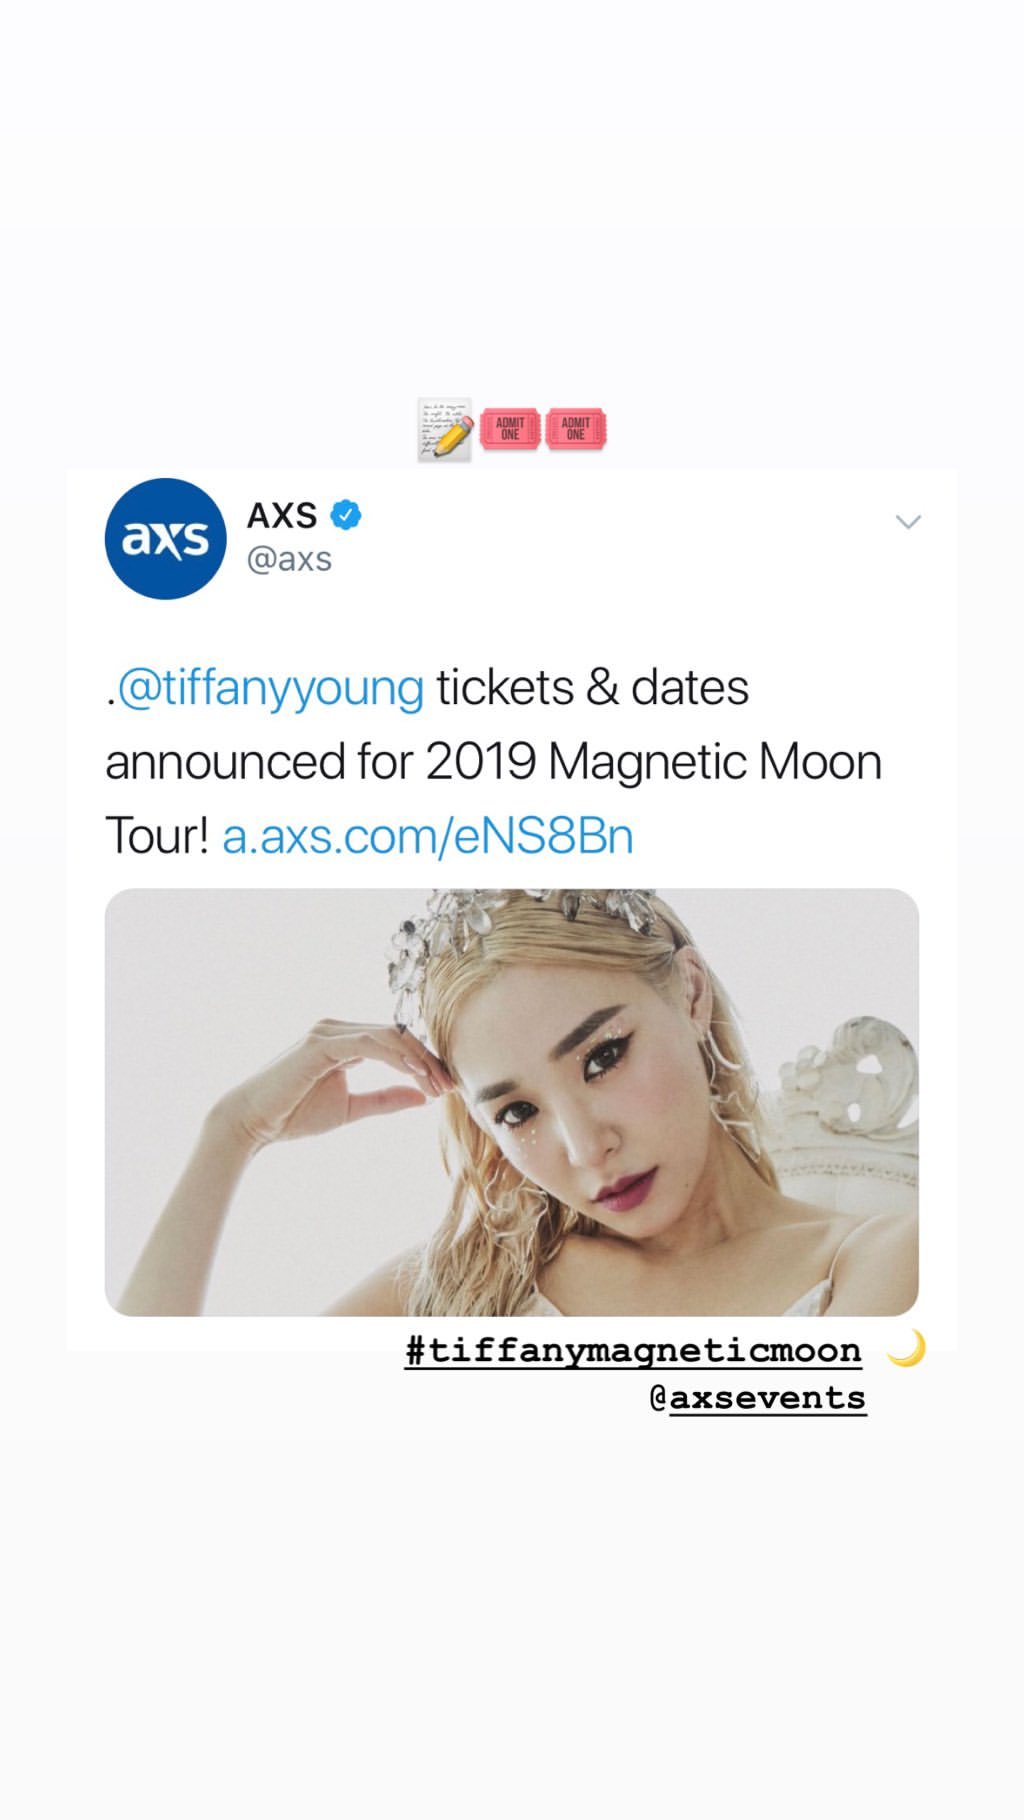 ADMIT ONE ADMIT ONE
axs
AXS
@axs
.@tiffanyyoung tickets & dates
announced for 2019 Magnetic Moon
Tour! a.axs.com/eNS8Bn
#tiffanymagneticmoon
@axsevents